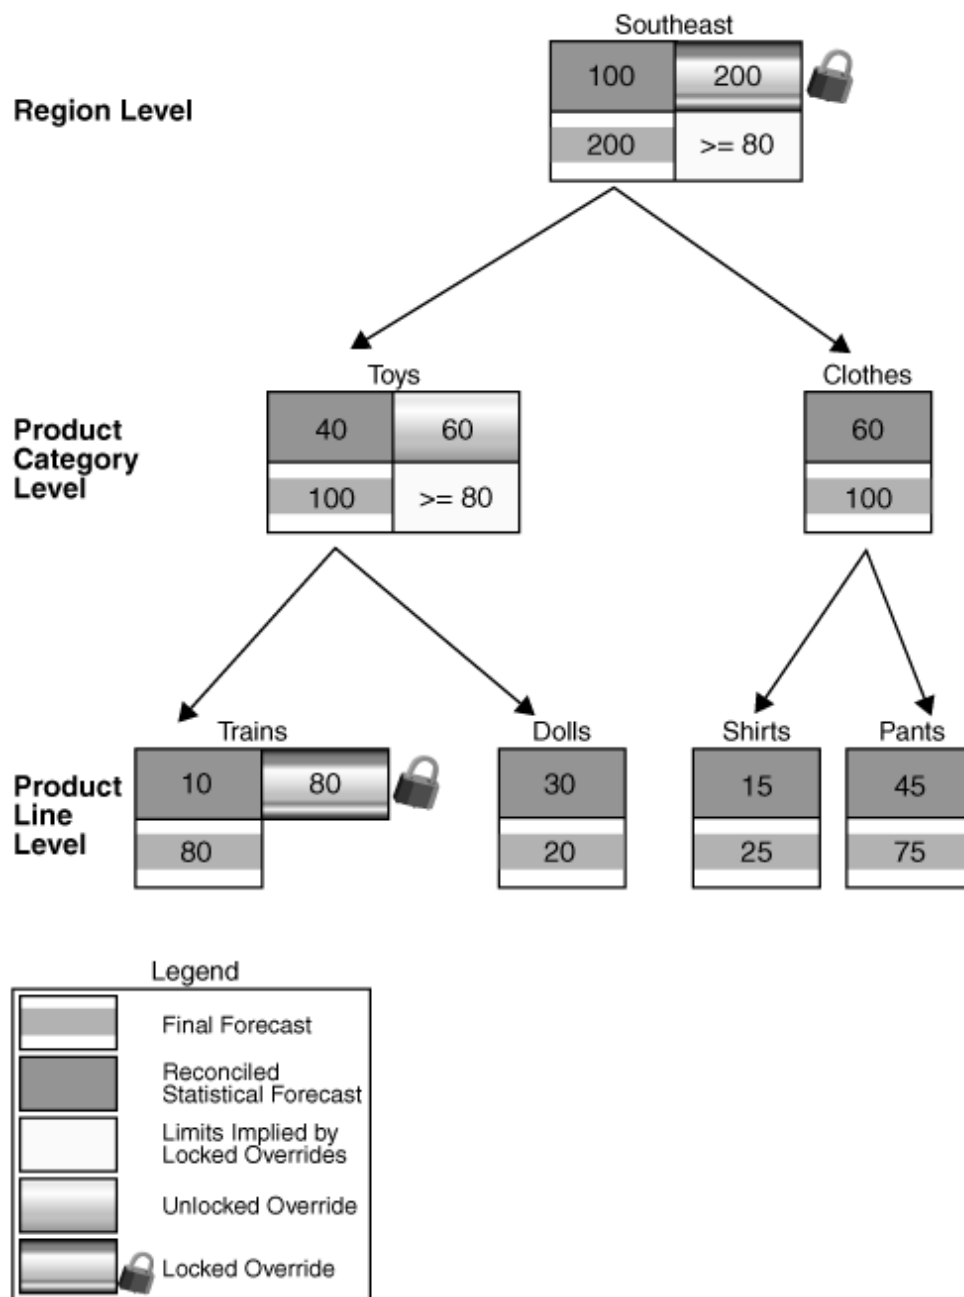 Southeast
100 200
Region Level
200 >= 80
Toys Clothes
40 60 60
Product
Category
Level
100 >= 80 100
Trains Dolls Shirts Pants
10 80 30 15 45
Product
Line
Level
80 20 25 75
Legend
Final Forecast
Reconciled
Statistical Forecast
Limits Implied by
Locked Overrides
Unlocked Override
Locked Override